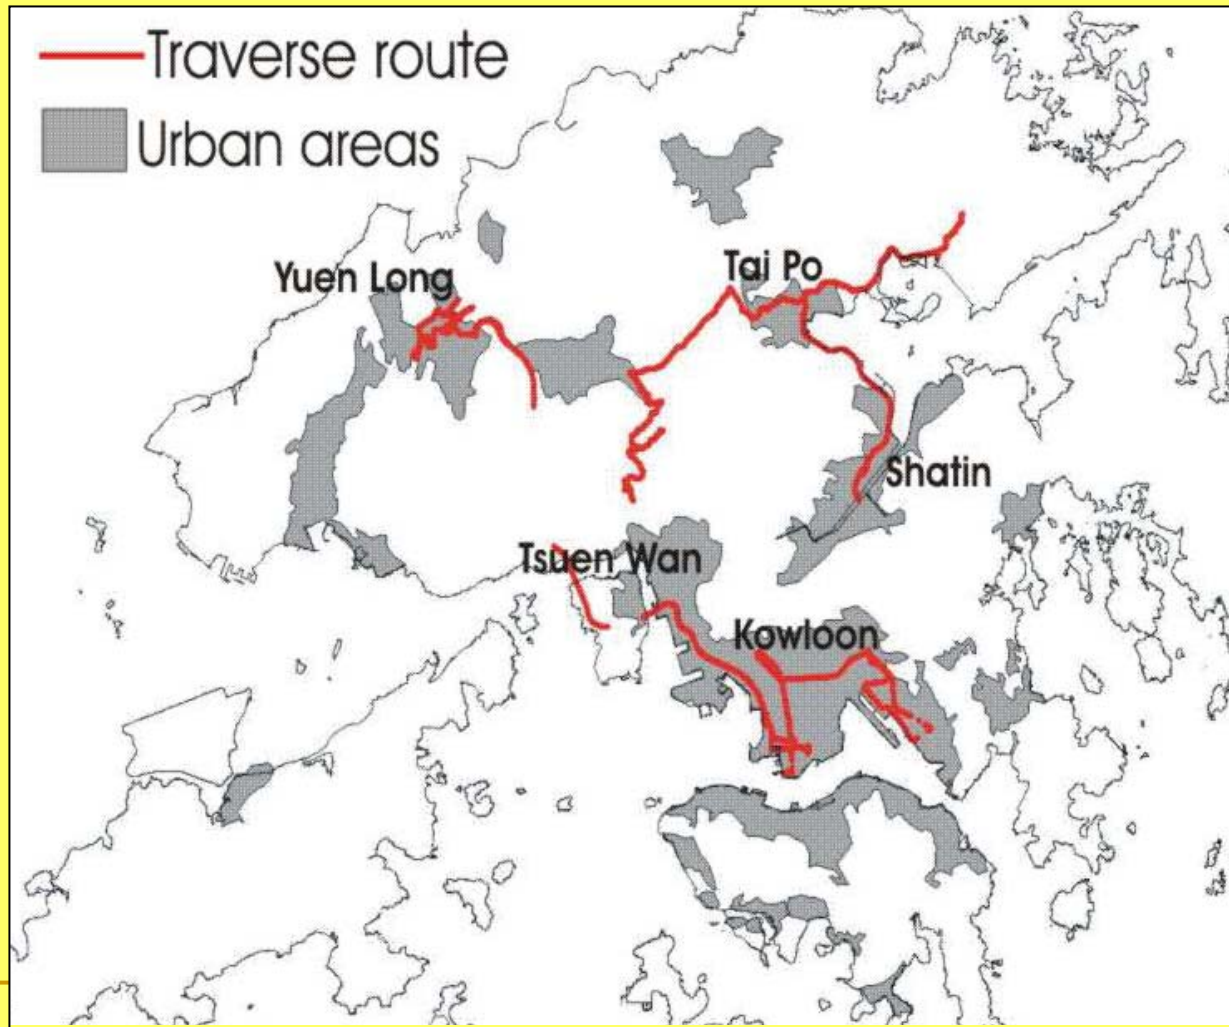 Traverse route
Urban areas
Yuen Long
Tai Po
Shatin
Tsuen Wan
Kowloon